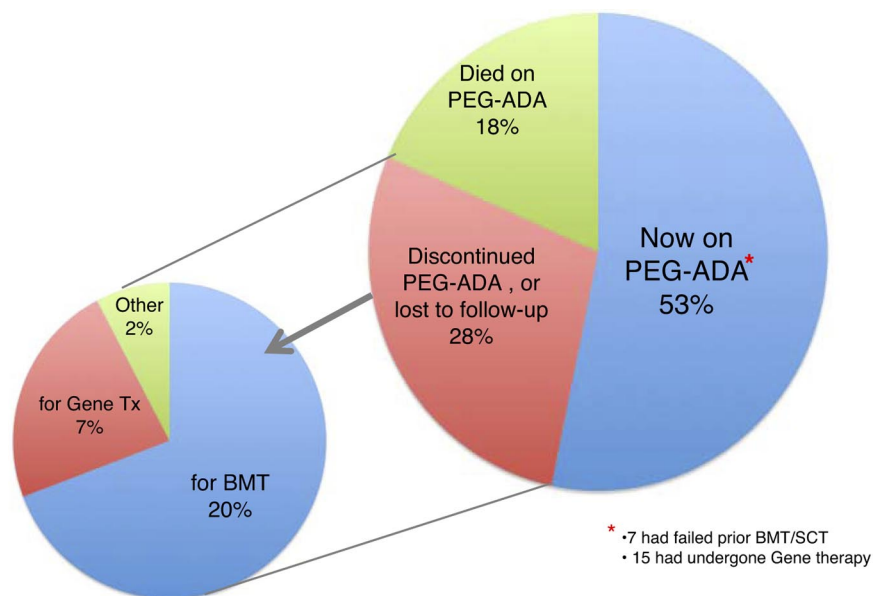 Died on
PEG-ADA
18%
Now on
PEG-ADA*
53%
Discontinued
PEG-ADA , or
lost to follow-up
28%
Other
2%
for Gene Tx
7%
for BMT
20%
* •7 had failed prior BMT/SCT
• 15 had undergone Gene therapy